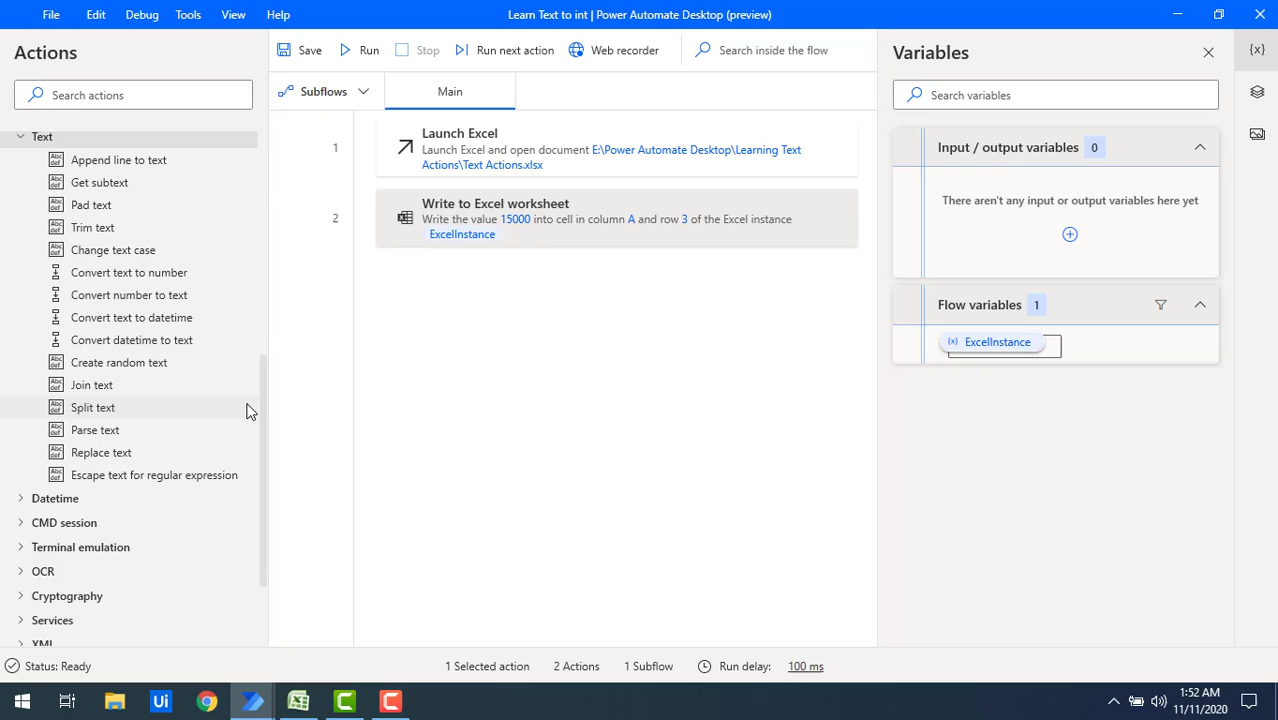 File Edit Debug Tools View Help
Learn Text to int | Power Automate Desktop (preview)
Actions
Search actions
Text
Append line to text
Get subtext
Pad text
Trim text
Change text case
Convert text to number
Convert number to text
Convert text to datetime
Convert datetime to text
Create random text
Join text
Split text
Parse text
Replace text
Escape text for regular expression
Datetime
CMD session
Terminal emulation
OCR
Cryptography
Services
XML
Save Run Stop Run next action Web recorder Search inside the flow
Subflows Main
1
Launch Excel
Launch Excel and open document E:\Power Automate Desktop\Learning Text
Actions\Text Actions.xlsx
2
Write to Excel worksheet
Write the value 15000 into cell in column A and row 3 of the Excel instance
ExcelInstance
Variables
{x}
Search variables
Input / output variables 0
There aren't any input or output variables here yet
Flow variables 1
(x) ExcelInstance
Status: Ready 1 Selected action 2 Actions 1 Subflow Run delay: 100 ms
Ui
1:52 AM
11/11/2020